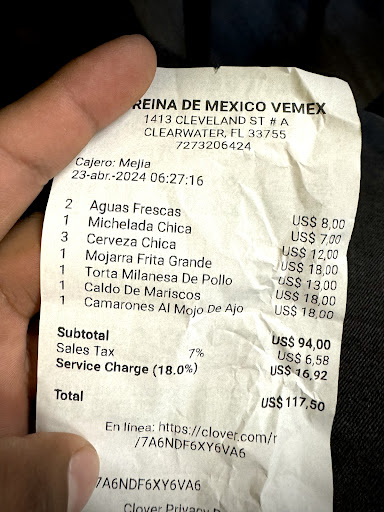 REINA DE MEXICO VEMEX
1413 CLEVELAND ST # A
CLEARWATER, FL 33755
7273206424
Cajero: Mejia
23-abr.-2024 06:27:16
2 Aguas Frescas US$ 8,00
1 Michelada Chica US$ 7,00
3 Cerveza Chica US$ 12,00
1 Mojarra Frita Grande US$ 18,00
1 Torta Milanesa De Pollo US$ 13,00
1 Caldo De Mariscos US$ 18,00
1 Camarones Al Mojo De Ajo US$ 18,00
Subtotal US$ 94,00
Sales Tax 7% US$ 6,58
Service Charge (18.0%) US$ 16,92
Total US$ 117,50
En línea: https://clover.com/r
/7A6NDF6XY6VA6
/7A6NDF6XY6VA6
Clover Privacy